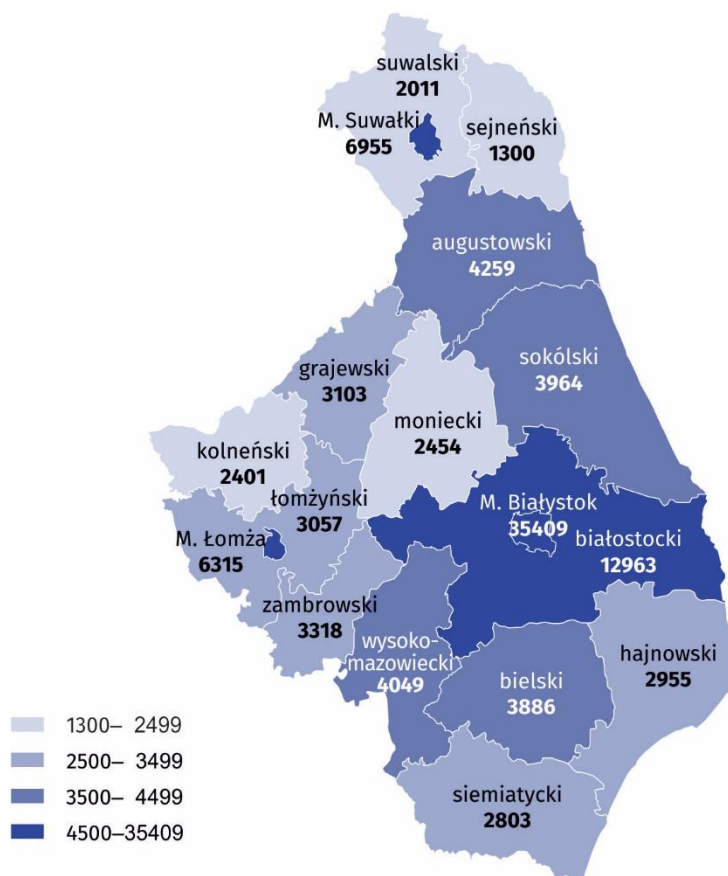 suwalski
2011
M. Suwałki
6955
sejneński
1300
augustowski
4259
grajewski
3103
sokólski
3964
moniecki
2454
kolneński
2401
łomżyński
3057
M. Łomża
6315
M. Białystok
35409
białostocki
12963
zambrowski
3318
wysoko-
mazowiecki
4049
hajnowski
2955
bielski
3886
siemiatycki
2803
1300– 2499
2500– 3499
3500– 4499
4500–35409